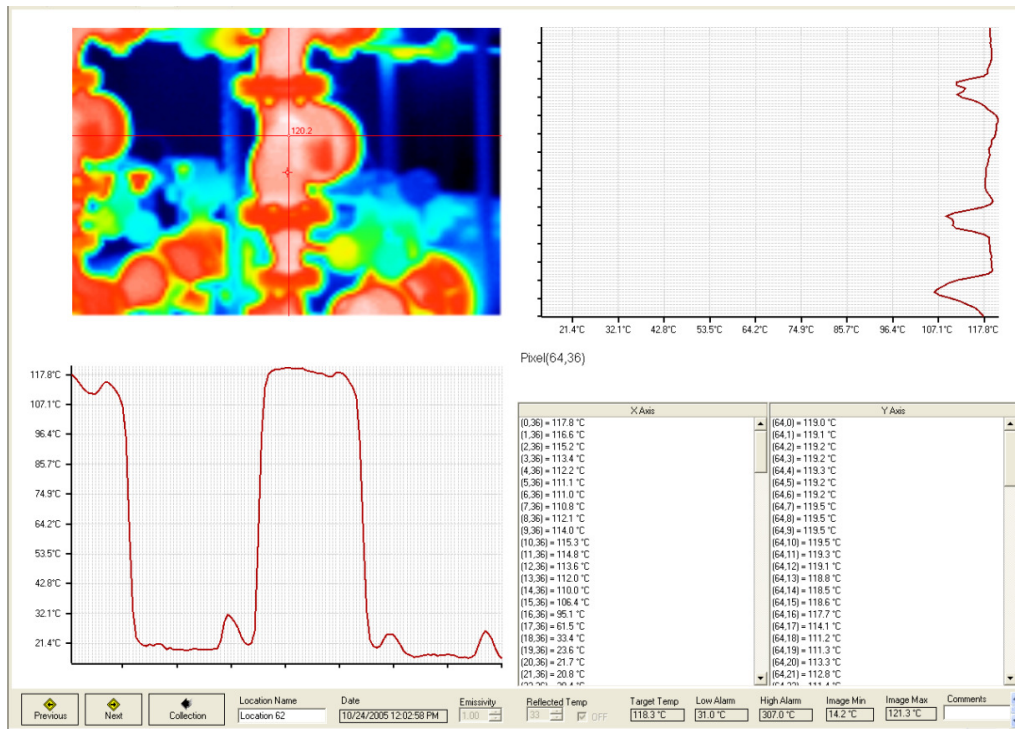 120.2
21.4°C 32.1°C 42.8°C 53.5°C 64.2°C 74.9°C 85.7°C 96.4°C 107.1°C 117.8°C
117.8°C
107.1°C
96.4°C
85.7°C
74.9°C
64.2°C
53.5°C
42.8°C
32.1°C
21.4°C
Pixel(64,36)
X Axis
(0,36) = 117.8 °C
(1,36) = 116.6 °C
(2,36) = 115.2 °C
(3,36) = 113.4 °C
(4,36) = 112.2 °C
(5,36) = 111.1 °C
(6,36) = 111.0 °C
(7,36) = 110.8 °C
(8,36) = 112.1 °C
(9,36) = 114.0 °C
(10,36) = 115.3 °C
(11,36) = 114.8 °C
(12,36) = 113.6 °C
(13,36) = 112.0 °C
(14,36) = 110.0 °C
(15,36) = 106.4 °C
(16,36) = 95.1 °C
(17,36) = 61.5 °C
(18,36) = 33.4 °C
(19,36) = 23.6 °C
(20,36) = 21.7 °C
(21,36) = 20.8 °C
Y Axis
(64,0) = 119.0 °C
(64,1) = 119.1 °C
(64,2) = 119.2 °C
(64,3) = 119.2 °C
(64,4) = 119.3 °C
(64,5) = 119.2 °C
(64,6) = 119.2 °C
(64,7) = 119.5 °C
(64,8) = 119.5 °C
(64,9) = 119.5 °C
(64,10) = 119.5 °C
(64,11) = 119.3 °C
(64,12) = 119.1 °C
(64,13) = 118.8 °C
(64,14) = 118.5 °C
(64,15) = 118.6 °C
(64,16) = 117.7 °C
(64,17) = 114.1 °C
(64,18) = 111.2 °C
(64,19) = 111.3 °C
(64,20) = 113.3 °C
(64,21) = 112.8 °C
Previous
Next
Collection
Location Name
Location 62
Date
10/24/2005 12:02:58 PM
Emissivity
1.00
Reflected Temp
33
OFF
Target Temp
118.3 °C
Low Alarm
31.0 °C
High Alarm
307.0 °C
Image Min
14.2 °C
Image Max
121.3 °C
Comments